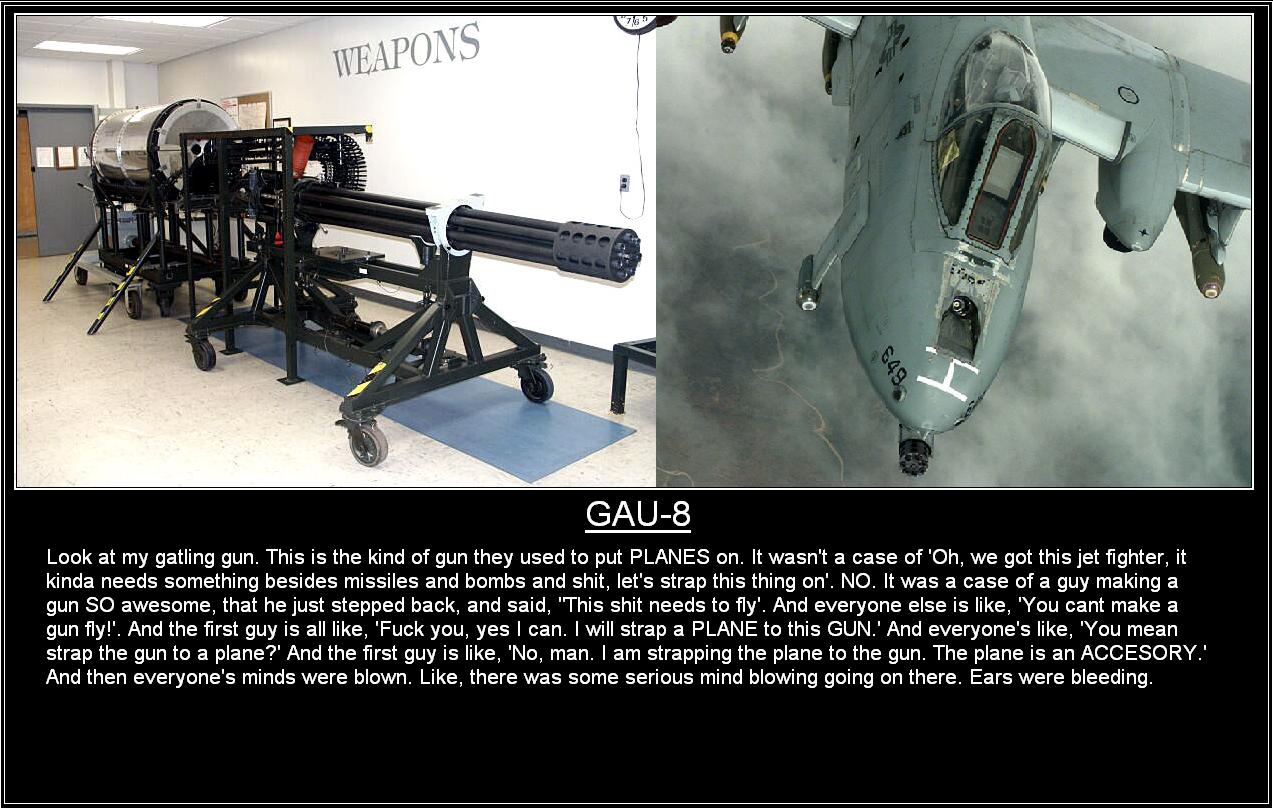 WEAPONS
7/6/5
649
GAU-8
Look at my gatling gun. This is the kind of gun they used to put PLANES on. It wasn't a case of 'Oh, we got this jet fighter, it
kinda needs something besides missiles and bombs and shit, let's strap this thing on'. NO. It was a case of a guy making a
gun SO awesome, that he just stepped back, and said, "This shit needs to fly'. And everyone else is like, 'You cant make a
gun fly!'. And the first guy is all like, 'Fuck you, yes I can. I will strap a PLANE to this GUN.' And everyone's like, 'You mean
strap the gun to a plane?' And the first guy is like, 'No, man. I am strapping the plane to the gun. The plane is an ACCESORY.'
And then everyone's minds were blown. Like, there was some serious mind blowing going on there. Ears were bleeding.